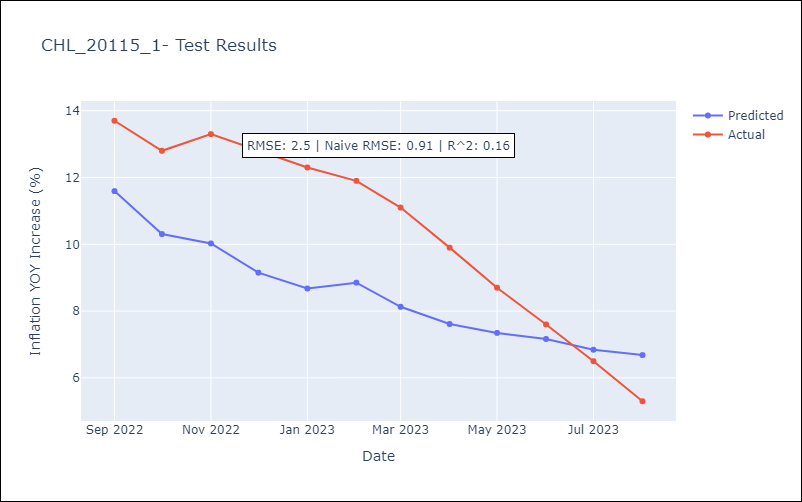 CHL_20115_1- Test Results
Predicted
Actual
RMSE: 2.5 | Naive RMSE: 0.91 | R^2: 0.16
Inflation YOY Increase (%)
14
12
10
8
6
Sep 2022 Nov 2022 Jan 2023 Mar 2023 May 2023 Jul 2023
Date